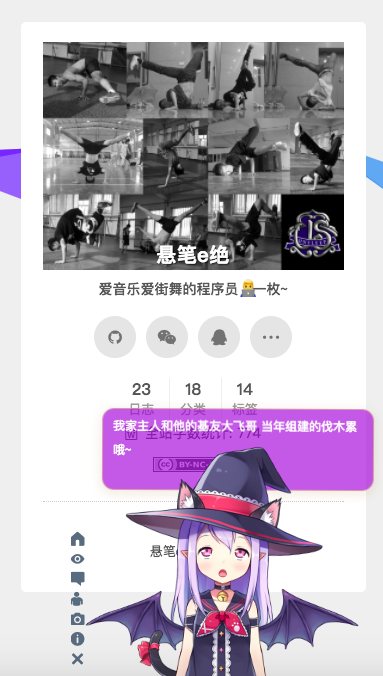 悬笔e绝
爱音乐爱街舞的程序员👨‍💻一枚~
23
18
14
日志
分类
标签
我家主人和他的基友大飞哥 当年组建的伐木累
哦~
全站字数统计: 774
BY-NC-
悬笔